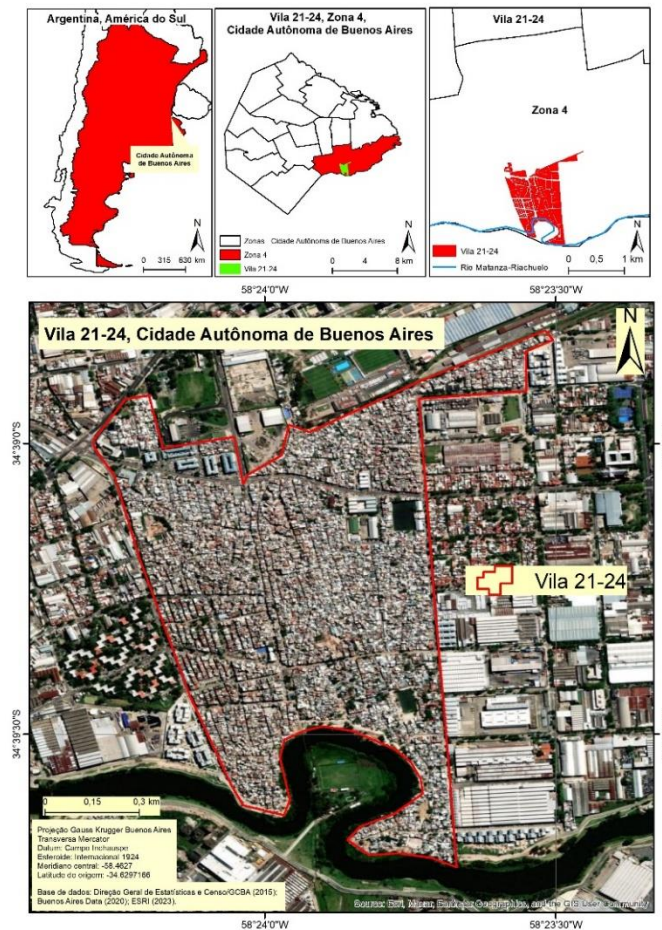 Argentina, América do Sul
Cidade Autônoma
de Buenos Aires
N
0 315 630 km
Vila 21-24, Zona 4,
Cidade Autônoma de Buenos Aires
Zonas Cidade Autônoma de Buenos Aires
Zona 4
Vila 21-24
N
0 4 8 km
Vila 21-24
Zona 4
N
Vila 21-24
Rio Matanza-Riachuelo
0 0,5 1 km
58°24'0"W
58°23'30"W
Vila 21-24, Cidade Autônoma de Buenos Aires
N
34°39'0"S
Vila 21-24
34°39'30"S
0 0,15 0,3 km
Projeção Gauss Krugger Buenos Aires
Transversa Mercator
Datum: Campo Inchauspe
Esferoide: Internacional 1924
Meridiano central: -58.4627
Latitude de origem: -34.6297166
Base de dados: Direção Geral de Estatísticas e Censo/GCBA (2015);
Buenos Aires Data (2020); ESRI (2023).
Sources: Esri, Maxar, Earthstar Geographics, and the GIS User Community
58°24'0"W
58°23'30"W